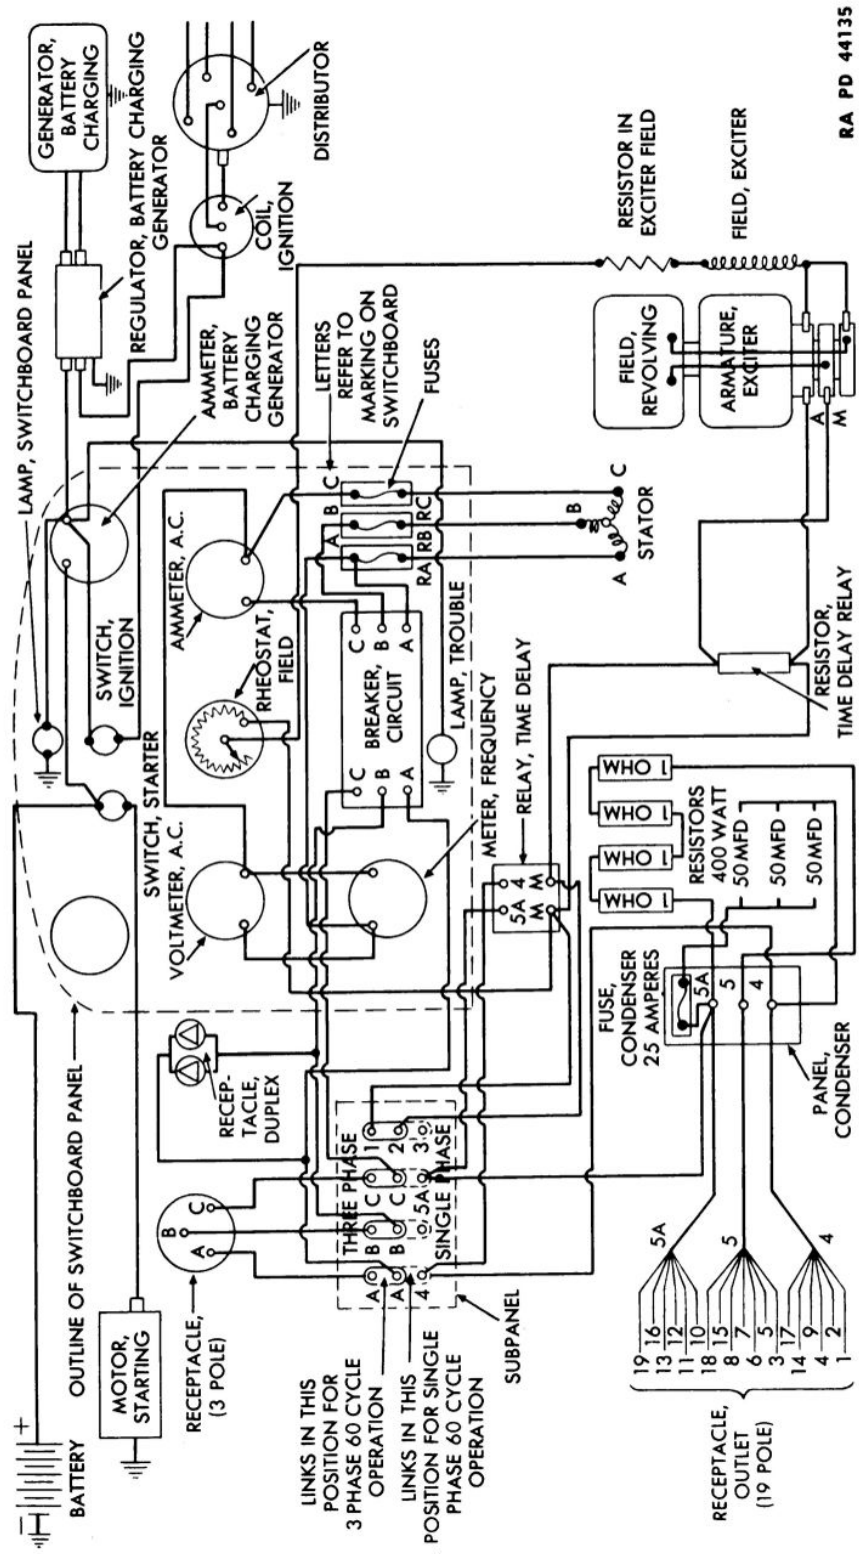 GENERATOR,
BATTERY
CHARGING
REGULATOR, BATTERY CHARGING
GENERATOR
DISTRIBUTOR
COIL,
IGNITION
LAMP, SWITCHBOARD PANEL
AMMETER,
BATTERY
CHARGING
GENERATOR
LETTERS
REFER TO
MARKING ON
SWITCHBOARD
FUSES
RESISTOR IN
EXCITER FIELD
FIELD, EXCITER
RA PD 44135
FIELD,
REVOLVING
ARMATURE,
EXCITER
A
M
AMMETER, A.C.
C
B
A
RC
RB
RA
C
B
A
STATOR
SWITCH,
IGNITION
RHEOSTAT,
FIELD
C
B
A
BREAKER,
CIRCUIT
C
B
A
LAMP, TROUBLE
RESISTOR,
TIME DELAY RELAY
SWITCH, STARTER
VOLTMETER, A.C.
METER, FREQUENCY
RELAY, TIME DELAY
4 M
5A M
1 OHM
1 OHM
1 OHM
1 OHM
RESISTORS
400 WATT
50 MFD
50 MFD
50 MFD
FUSE,
CONDENSER
25 AMPERES
5A
5
4
PANEL,
CONDENSER
OUTLINE OF SWITCHBOARD PANEL
RECEP-
TACLE,
DUPLEX
THREE PHASE
1
2
3
C
C
5A
B
B
A
A
4
SINGLE PHASE
SUBPANEL
C
B
A
RECEPTACLE,
(3 POLE)
BATTERY
+
−
MOTOR,
STARTING
LINKS IN THIS
POSITION FOR
3 PHASE 60 CYCLE
OPERATION
LINKS IN THIS
POSITION FOR SINGLE
PHASE 60 CYCLE
OPERATION
5A
5
4
19
16
13
12
11
10
18
15
8
7
6
5
3
17
14
9
4
2
1
RECEPTACLE,
OUTLET
(19 POLE)